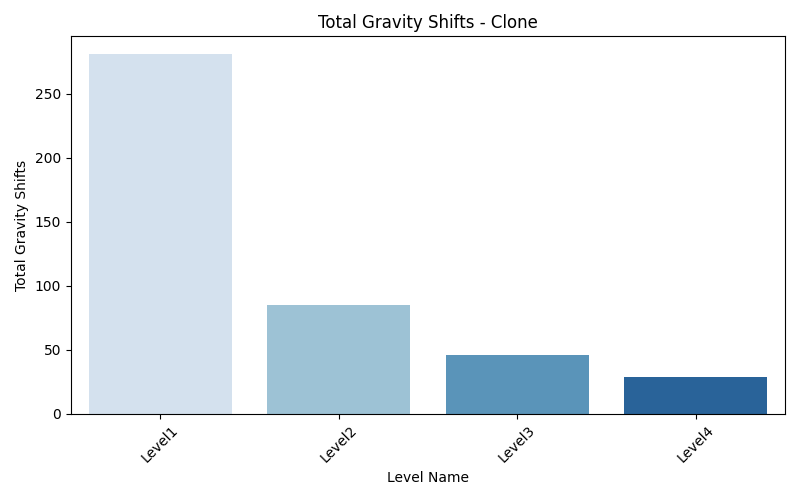 Total Gravity Shifts - Clone
Total Gravity Shifts
250
200
150
100
50
0
Level1
Level2
Level3
Level4
Level Name